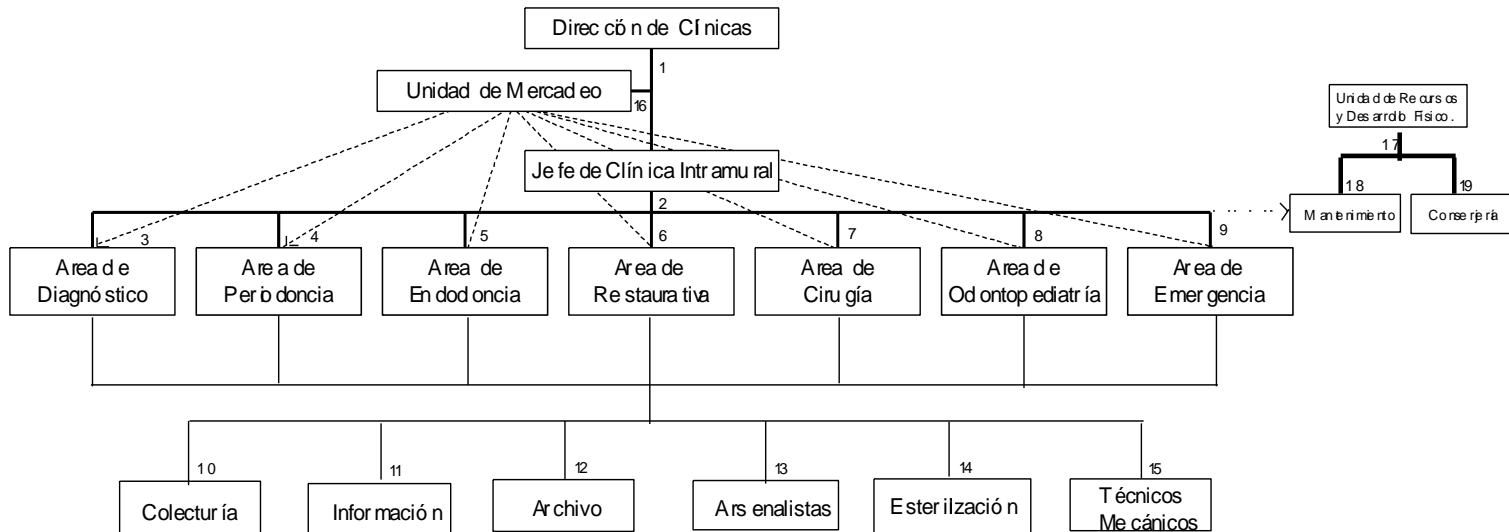 Dirección de Clínicas
1
Unidad de Mercadeo
16
Unidad de Recursos
y Desarrollo Físico.
17
Jefe de Clínica Intramural
18
19
2
Mantenimiento
Conserjería
3
4
5
6
7
8
9
Area de
Diagnóstico
Area de
Periodoncia
Area de
Endodoncia
Area de
Restaurativa
Area de
Cirugía
Area de
Odontopediatría
Area de
Emergencia
10
11
12
13
14
15
Colecturía
Información
Archivo
Arsenalistas
Esterilización
Técnicos
Mecánicos